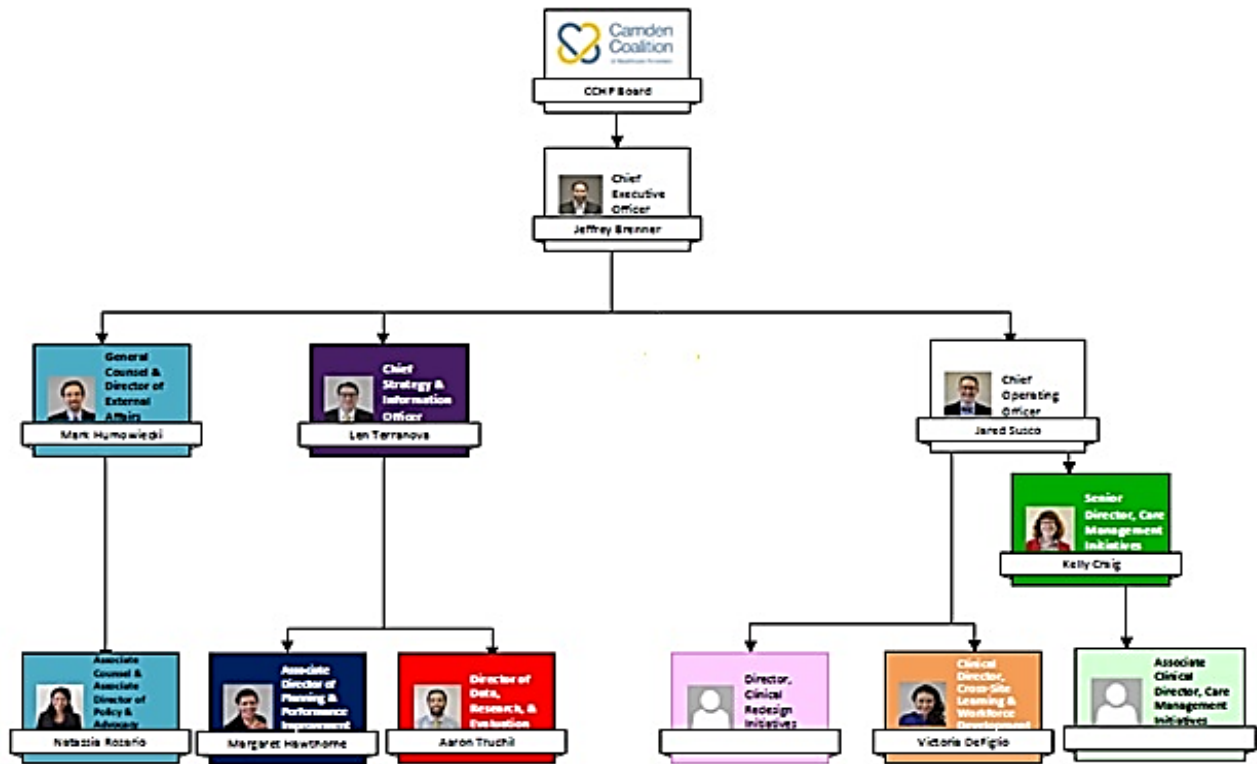 Camden
Coalition
CCHP Board
Chief
Executive
Officer
Jeffrey Brenner
General
Counsel &
Director of
External
Affairs
Mark Humowiecki
Chief
Strategy &
Information
Officer
Len Terranova
Chief
Operating
Officer
Jared Susco
Senior
Director, Care
Management
Initiatives
Kelly Craig
Associate
Counsel &
Associate
Director of
Policy &
Advocacy
Natassia Rozario
Associate
Director of
Planning &
Performance
Improvement
Margaret Hawthorne
Director of
Data,
Research, &
Evaluation
Aaron Truchil
Director,
Clinical
Redesign
Initiatives
Clinical
Director,
Cross-Site
Learning &
Workforce
Development
Victoria DeFiglio
Associate
Clinical
Director, Care
Management
Initiatives